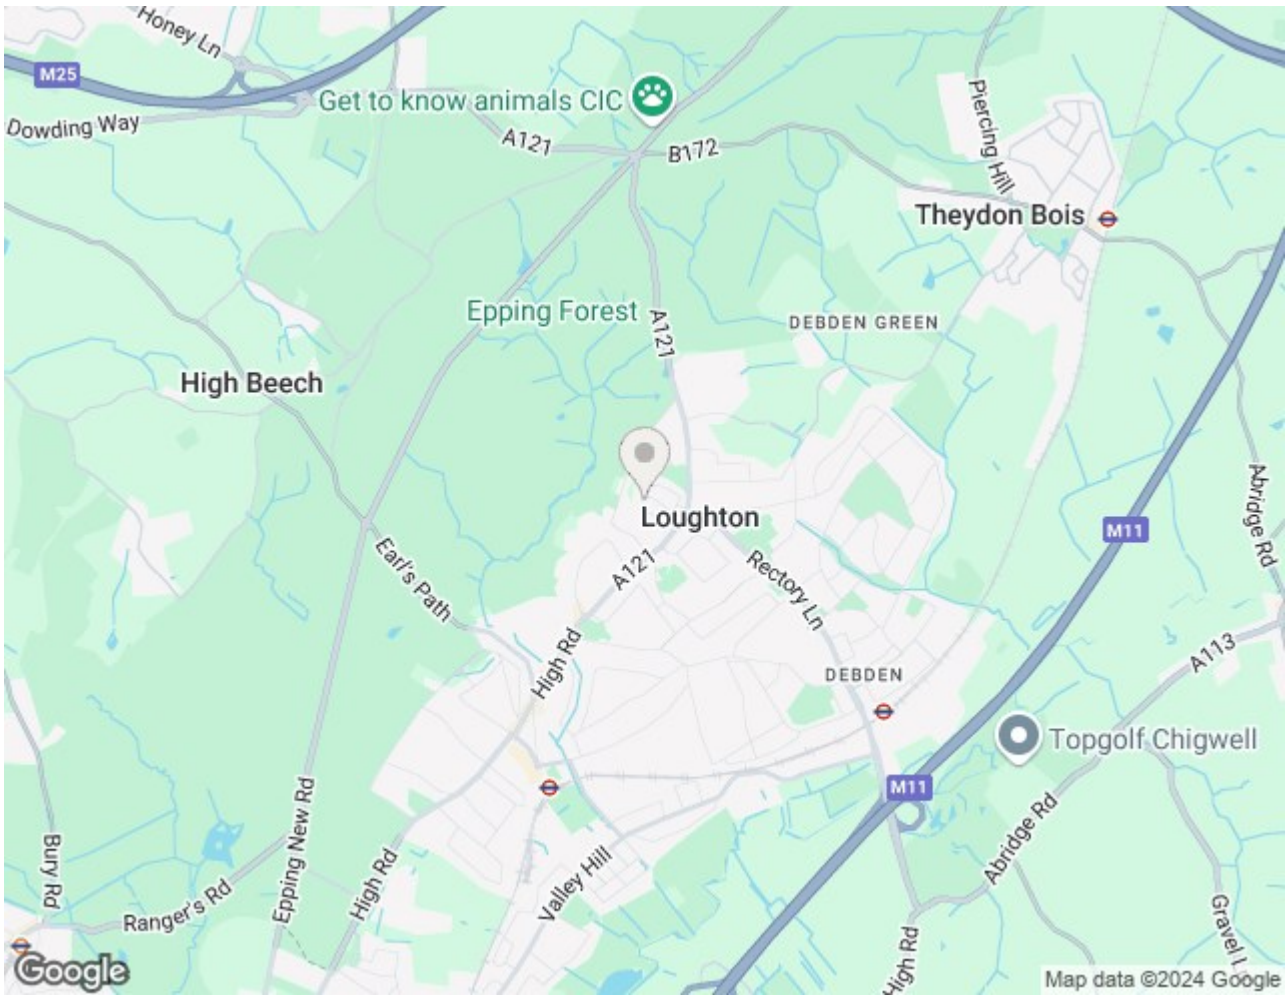 Honey Ln
M25
Get to know animals CIC
Dowding Way
A121
B172
Piercing Hill
Theydon Bois
Epping Forest
A121
DEBDEN GREEN
High Beech
Abridge Rd
Loughton
M11
Earl's Path
A121
Rectory Ln
High Rd
DEBDEN
A113
Topgolf Chigwell
M11
Epping New Rd
Abridge Rd
Bury Rd
High Rd
Valley Hill
Ranger's Rd
High Rd
Gravel L
Google
Map data ©2024 Google